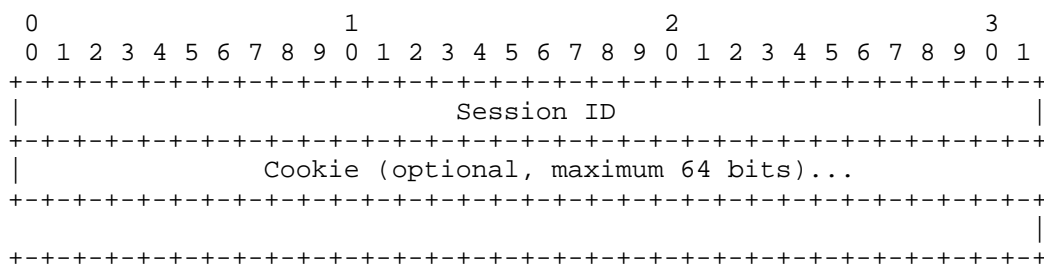 0                   1                   2                   3
0 1 2 3 4 5 6 7 8 9 0 1 2 3 4 5 6 7 8 9 0 1 2 3 4 5 6 7 8 9 0 1
+-+-+-+-+-+-+-+-+-+-+-+-+-+-+-+-+-+-+-+-+-+-+-+-+-+-+-+-+-+-+-+-+
|                           Session ID                          |
+-+-+-+-+-+-+-+-+-+-+-+-+-+-+-+-+-+-+-+-+-+-+-+-+-+-+-+-+-+-+-+-+
|               Cookie (optional, maximum 64 bits)...
+-+-+-+-+-+-+-+-+-+-+-+-+-+-+-+-+-+-+-+-+-+-+-+-+-+-+-+-+-+-+-+-+
                                                                |
+-+-+-+-+-+-+-+-+-+-+-+-+-+-+-+-+-+-+-+-+-+-+-+-+-+-+-+-+-+-+-+-+